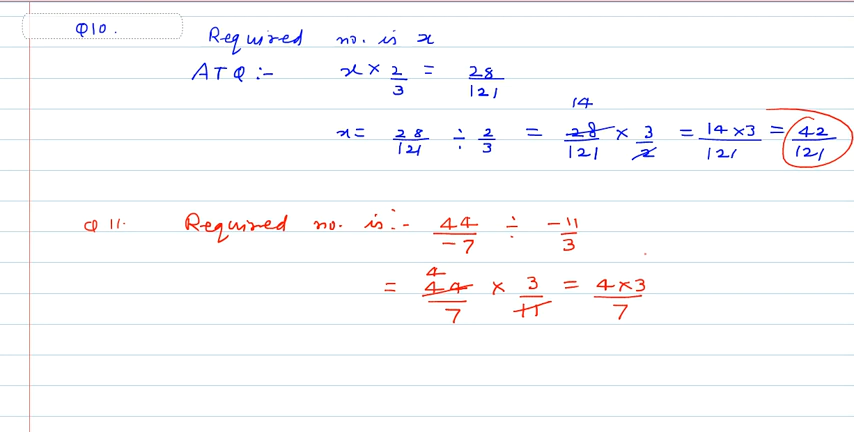 Q10.
Required no. is x
ATQ :- x × 2/3 = 28/121
x = 28/121 ÷ 2/3 = 14 28/121 × 3/2 = 14×3/121 = 42/121
Q 11. Required no. is :- 44/-7 ÷ -11/3
= 4 44/7 × 3/11 = 4×3/7